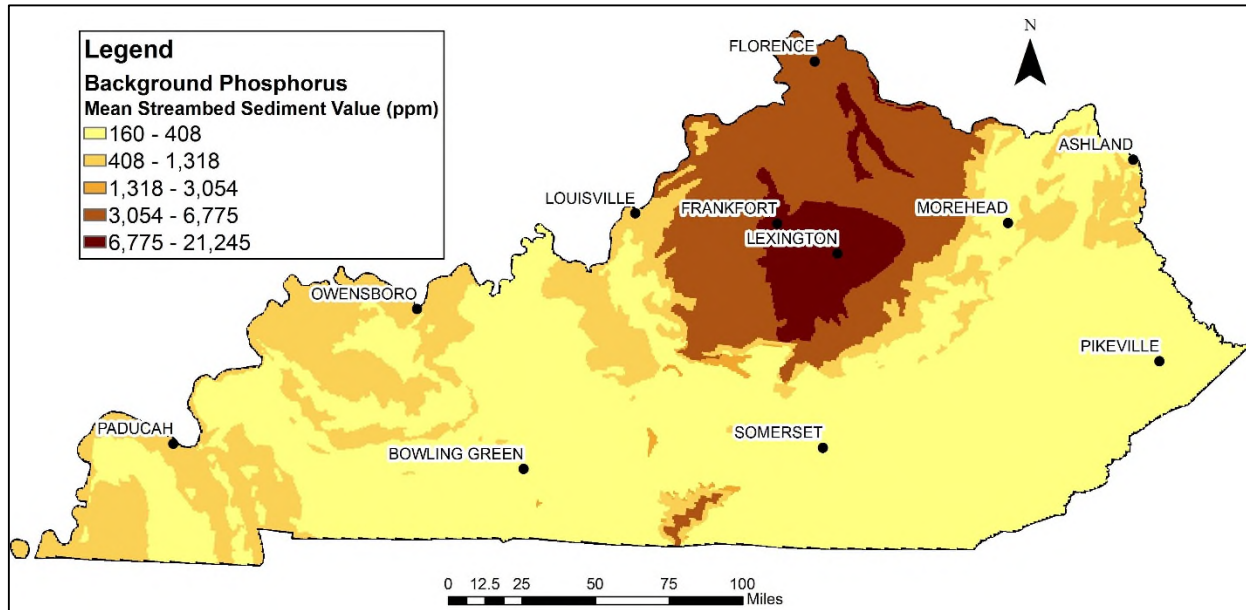 Legend
Background Phosphorus
Mean Streambed Sediment Value (ppm)
160 - 408
408 - 1,318
1,318 - 3,054
3,054 - 6,775
6,775 - 21,245
N
FLORENCE
ASHLAND
LOUISVILLE
FRANKFORT
MOREHEAD
LEXINGTON
OWENSBORO
PIKEVILLE
PADUCAH
SOMERSET
BOWLING GREEN
0 12.5 25 50 75 100
Miles